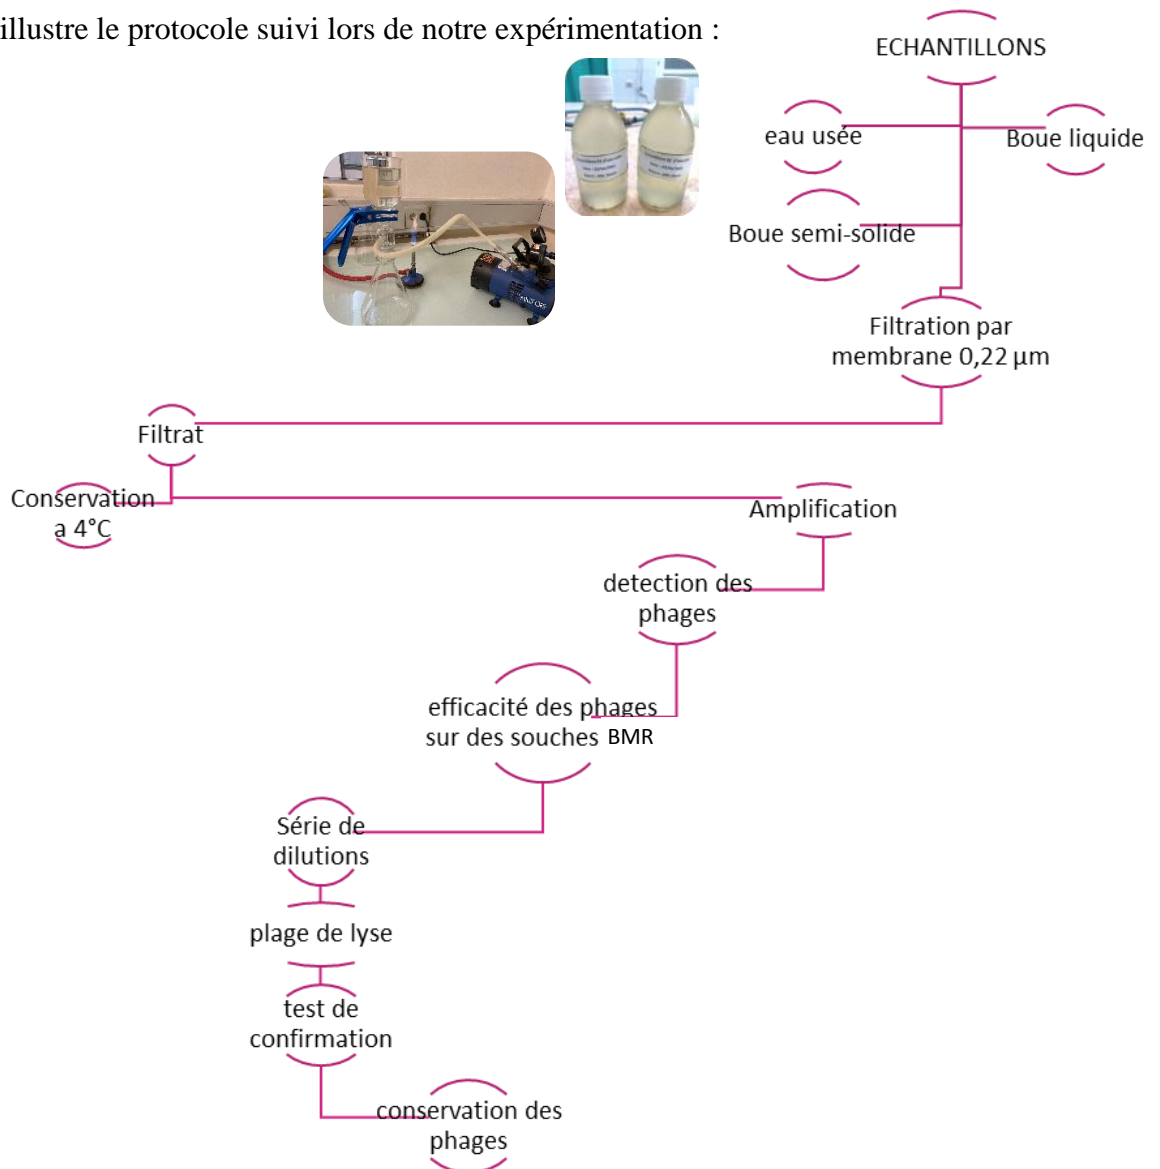 illustre le protocole suivi lors de notre expérimentation :
ECHANTILLONS
eau usée
Boue liquide
Boue semi-solide
Filtration par
membrane 0,22 µm
Filtrat
Conservation
a 4°C
Amplification
detection des
phages
efficacité des phages
sur des souches BMR
Série de
dilutions
plage de lyse
test de
confirmation
conservation des
phages